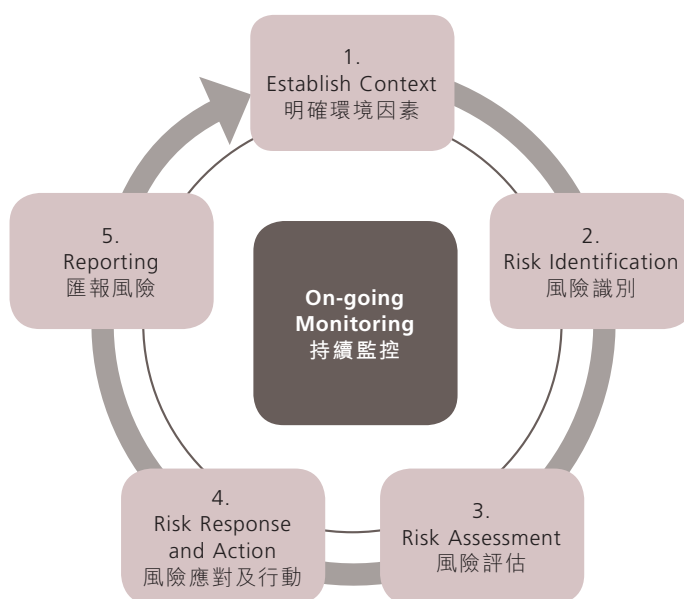 1.
Establish Context
明確環境因素
2.
Risk Identification
風險識別
3.
Risk Assessment
風險評估
4.
Risk Response
and Action
風險應對及行動
5.
Reporting
匯報風險
On-going
Monitoring
持續監控